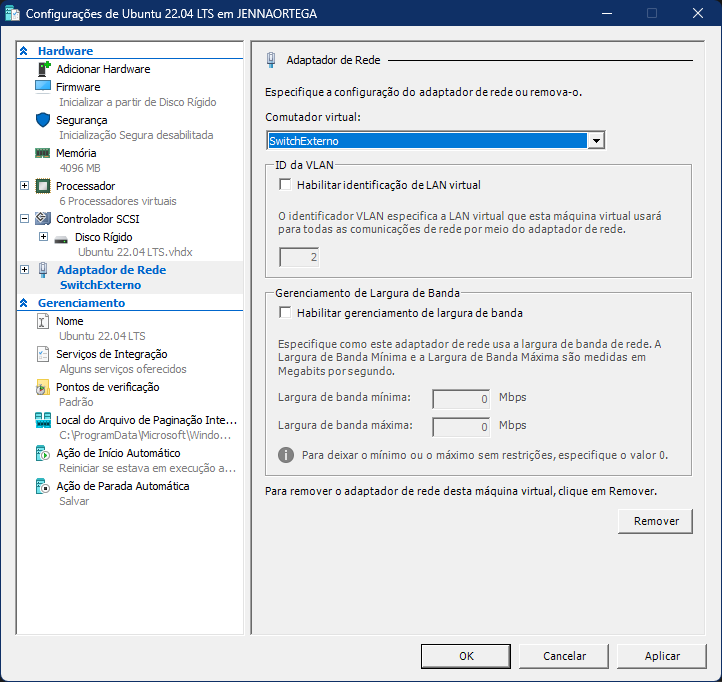 Configurações de Ubuntu 22.04 LTS em JENNAORTEGA
Hardware
Adicionar Hardware
Firmware
Inicializar a partir de Disco Rígido
Segurança
Inicialização Segura desabilitada
Memória
4096 MB
Processador
6 Processadores virtuais
Controlador SCSI
Disco Rígido
Ubuntu 22.04 LTS.vhdx
Adaptador de Rede
SwitchExterno
Gerenciamento
Nome
Ubuntu 22.04 LTS
Serviços de Integração
Alguns serviços oferecidos
Pontos de verificação
Padrão
Local do Arquivo de Paginação Inte...
C:\ProgramData\Microsoft\Windo...
Ação de Início Automático
Reiniciar se estava em execução a...
Ação de Parada Automática
Salvar
Adaptador de Rede
Especifique a configuração do adaptador de rede ou remova-o.
Comutador virtual:
SwitchExterno
ID da VLAN
Habilitar identificação de LAN virtual
O identificador VLAN especifica a LAN virtual que esta máquina virtual usará
para todas as comunicações de rede por meio do adaptador de rede.
2
Gerenciamento de Largura de Banda
Habilitar gerenciamento de largura de banda
Especifique como este adaptador de rede usa a largura de banda de rede. A
Largura de Banda Mínima e a Largura de Banda Máxima são medidas em
Megabits por segundo.
Largura de banda mínima: 0 Mbps
Largura de banda máxima: 0 Mbps
Para deixar o mínimo ou o máximo sem restrições, especifique o valor 0.
Para remover o adaptador de rede desta máquina virtual, clique em Remover.
Remover
OK Cancelar Aplicar